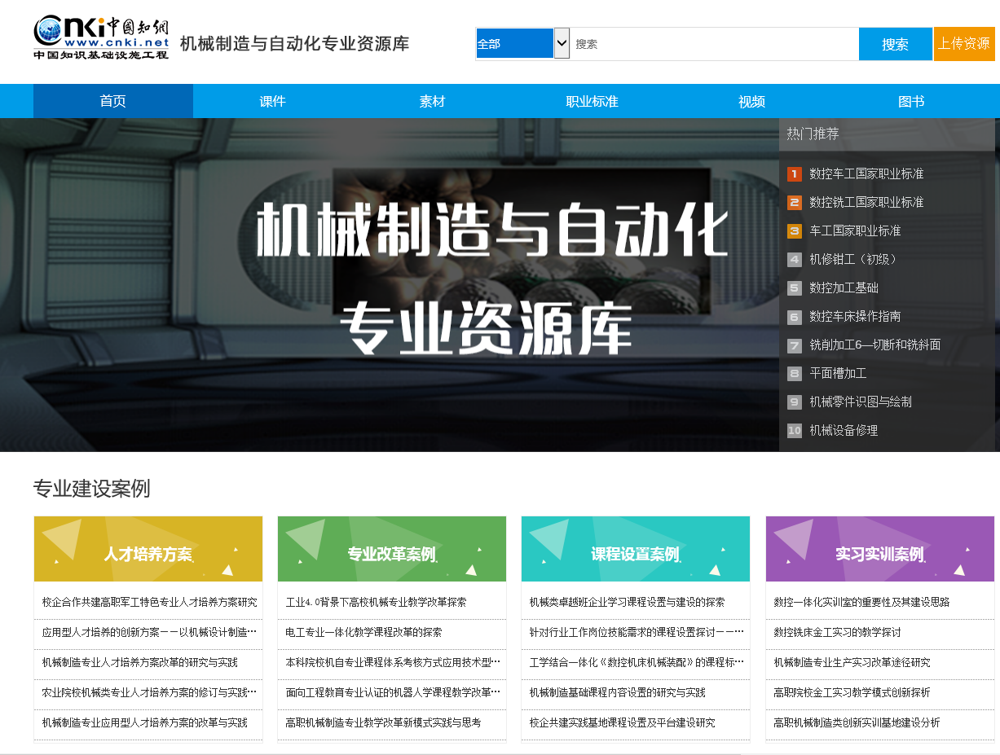 Cnki中国知网
www.cnki.net
中国知识基础设施工程
机械制造与自动化专业资源库
全部
搜索
搜索
上传资源
首页
课件
素材
职业标准
视频
图书
机械制造与自动化
专业资源库
热门推荐
1 数控车工国家职业标准
2 数控铣工国家职业标准
3 车工国家职业标准
4 机修钳工（初级）
5 数控加工基础
6 数控车床操作指南
7 铣削加工6—切断和铣斜面
8 平面槽加工
9 机械零件识图与绘制
10 机械设备修理
专业建设案例
人才培养方案
校企合作共建高职军工特色专业人才培养方案研究
应用型人才培养的创新方案——以机械设计制造…
机械制造专业人才培养方案改革的研究与实践
农业院校机械类专业人才培养方案的修订与实践…
机械制造专业应用型人才培养方案的改革与实践
专业改革案例
工业4.0背景下高校机械专业教学改革探索
电工专业一体化教学课程改革的探索
本科院校机自专业课程体系考核方式应用技术型…
面向工程教育专业认证的机器人学课程教学改革…
高职机械制造专业教学改革新模式实践与思考
课程设置案例
机械类卓越班企业学习课程设置与建设的探索
针对行业工作岗位技能需求的课程设置探讨——…
工学结合一体化《数控机床机械装配》的课程标…
机械制造基础课程内容设置的研究与实践
校企共建实践基地课程设置及平台建设研究
实习实训案例
数控一体化实训室的重要性及其建设思路
数控铣床金工实习的教学探讨
机械制造专业生产实习改革途径研究
高职院校金工实习教学模式创新探析
高职机械制造类创新实训基地建设分析